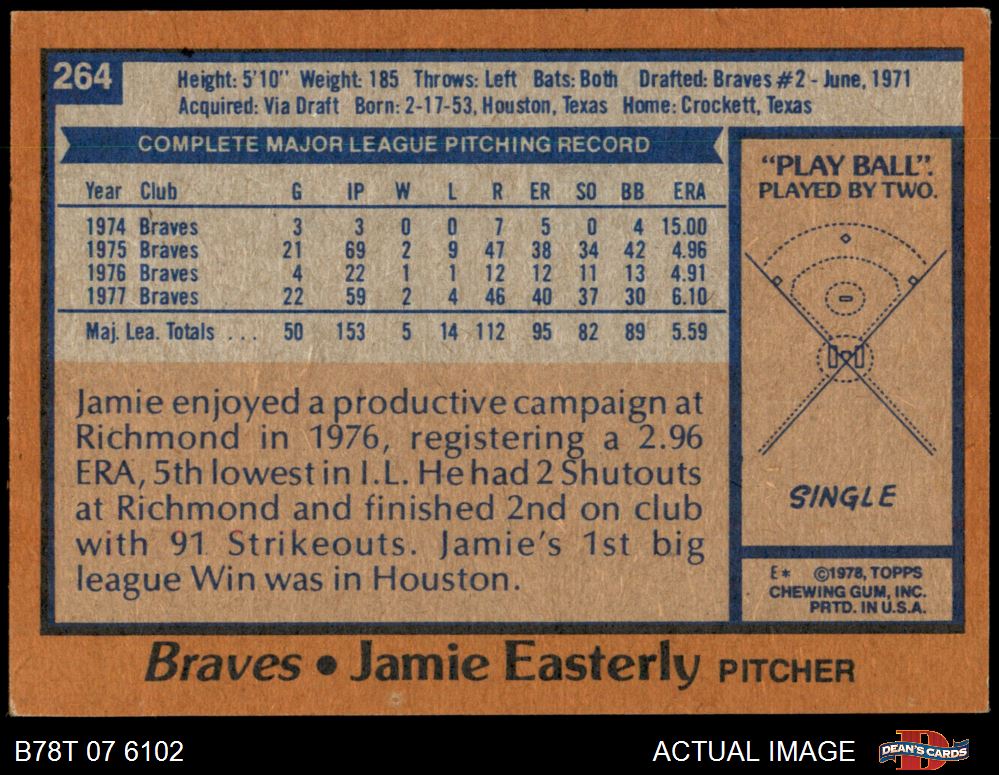 264
Height: 5'10" Weight: 185 Throws: Left Bats: Both Drafted: Braves #2 - June, 1971
Acquired: Via Draft Born: 2-17-53, Houston, Texas Home: Crockett, Texas
COMPLETE MAJOR LEAGUE PITCHING RECORD
Year Club G IP W L R ER SO BB ERA
1974 Braves 3 3 0 0 7 5 0 4 15.00
1975 Braves 21 69 2 9 47 38 34 42 4.96
1976 Braves 4 22 1 1 12 12 11 13 4.91
1977 Braves 22 59 2 4 46 40 37 30 6.10
Maj. Lea. Totals . . . 50 153 5 14 112 95 82 89 5.59
Jamie enjoyed a productive campaign at
Richmond in 1976, registering a 2.96
ERA, 5th lowest in I.L. He had 2 Shutouts
at Richmond and finished 2nd on club
with 91 Strikeouts. Jamie's 1st big
league Win was in Houston.
"PLAY BALL".
PLAYED BY TWO.
SINGLE
E* ©1978, TOPPS
CHEWING GUM, INC.
PRTD. IN U.S.A.
Braves • Jamie Easterly PITCHER
B78T 07 6102
ACTUAL IMAGE
DEAN'S CARDS